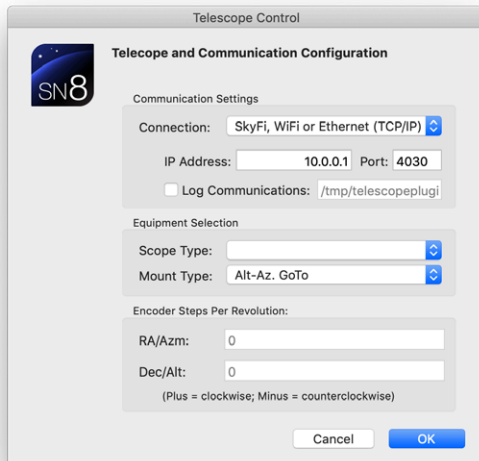 Telescope Control
SN8
Telecope and Communication Configuration
Communication Settings
Connection: SkyFi, WiFi or Ethernet (TCP/IP)
IP Address: 10.0.0.1 Port: 4030
Log Communications: /tmp/telescopeplugi
Equipment Selection
Scope Type:
Mount Type: Alt-Az. GoTo
Encoder Steps Per Revolution:
RA/Azm: 0
Dec/Alt: 0
(Plus = clockwise; Minus = counterclockwise)
Cancel OK